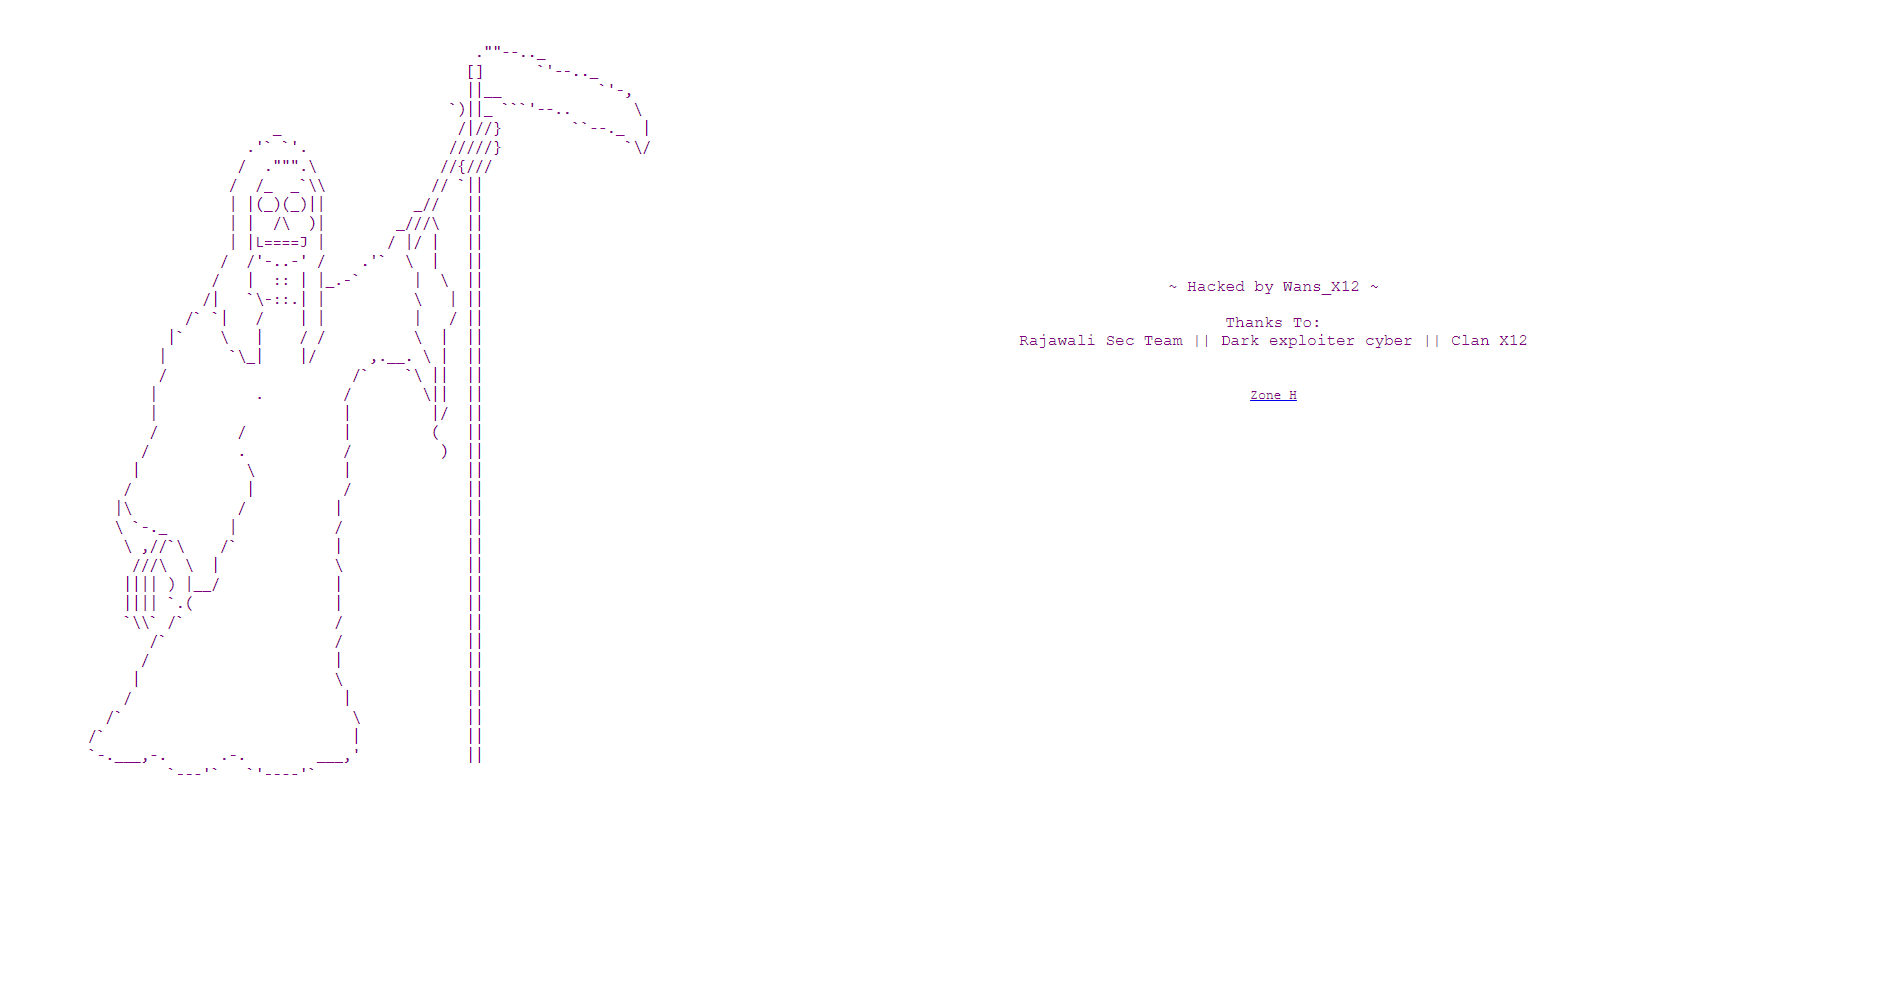 ~ Hacked by Wans_X12 ~
Thanks To:
Rajawali Sec Team || Dark exploiter cyber || Clan X12
Zone H